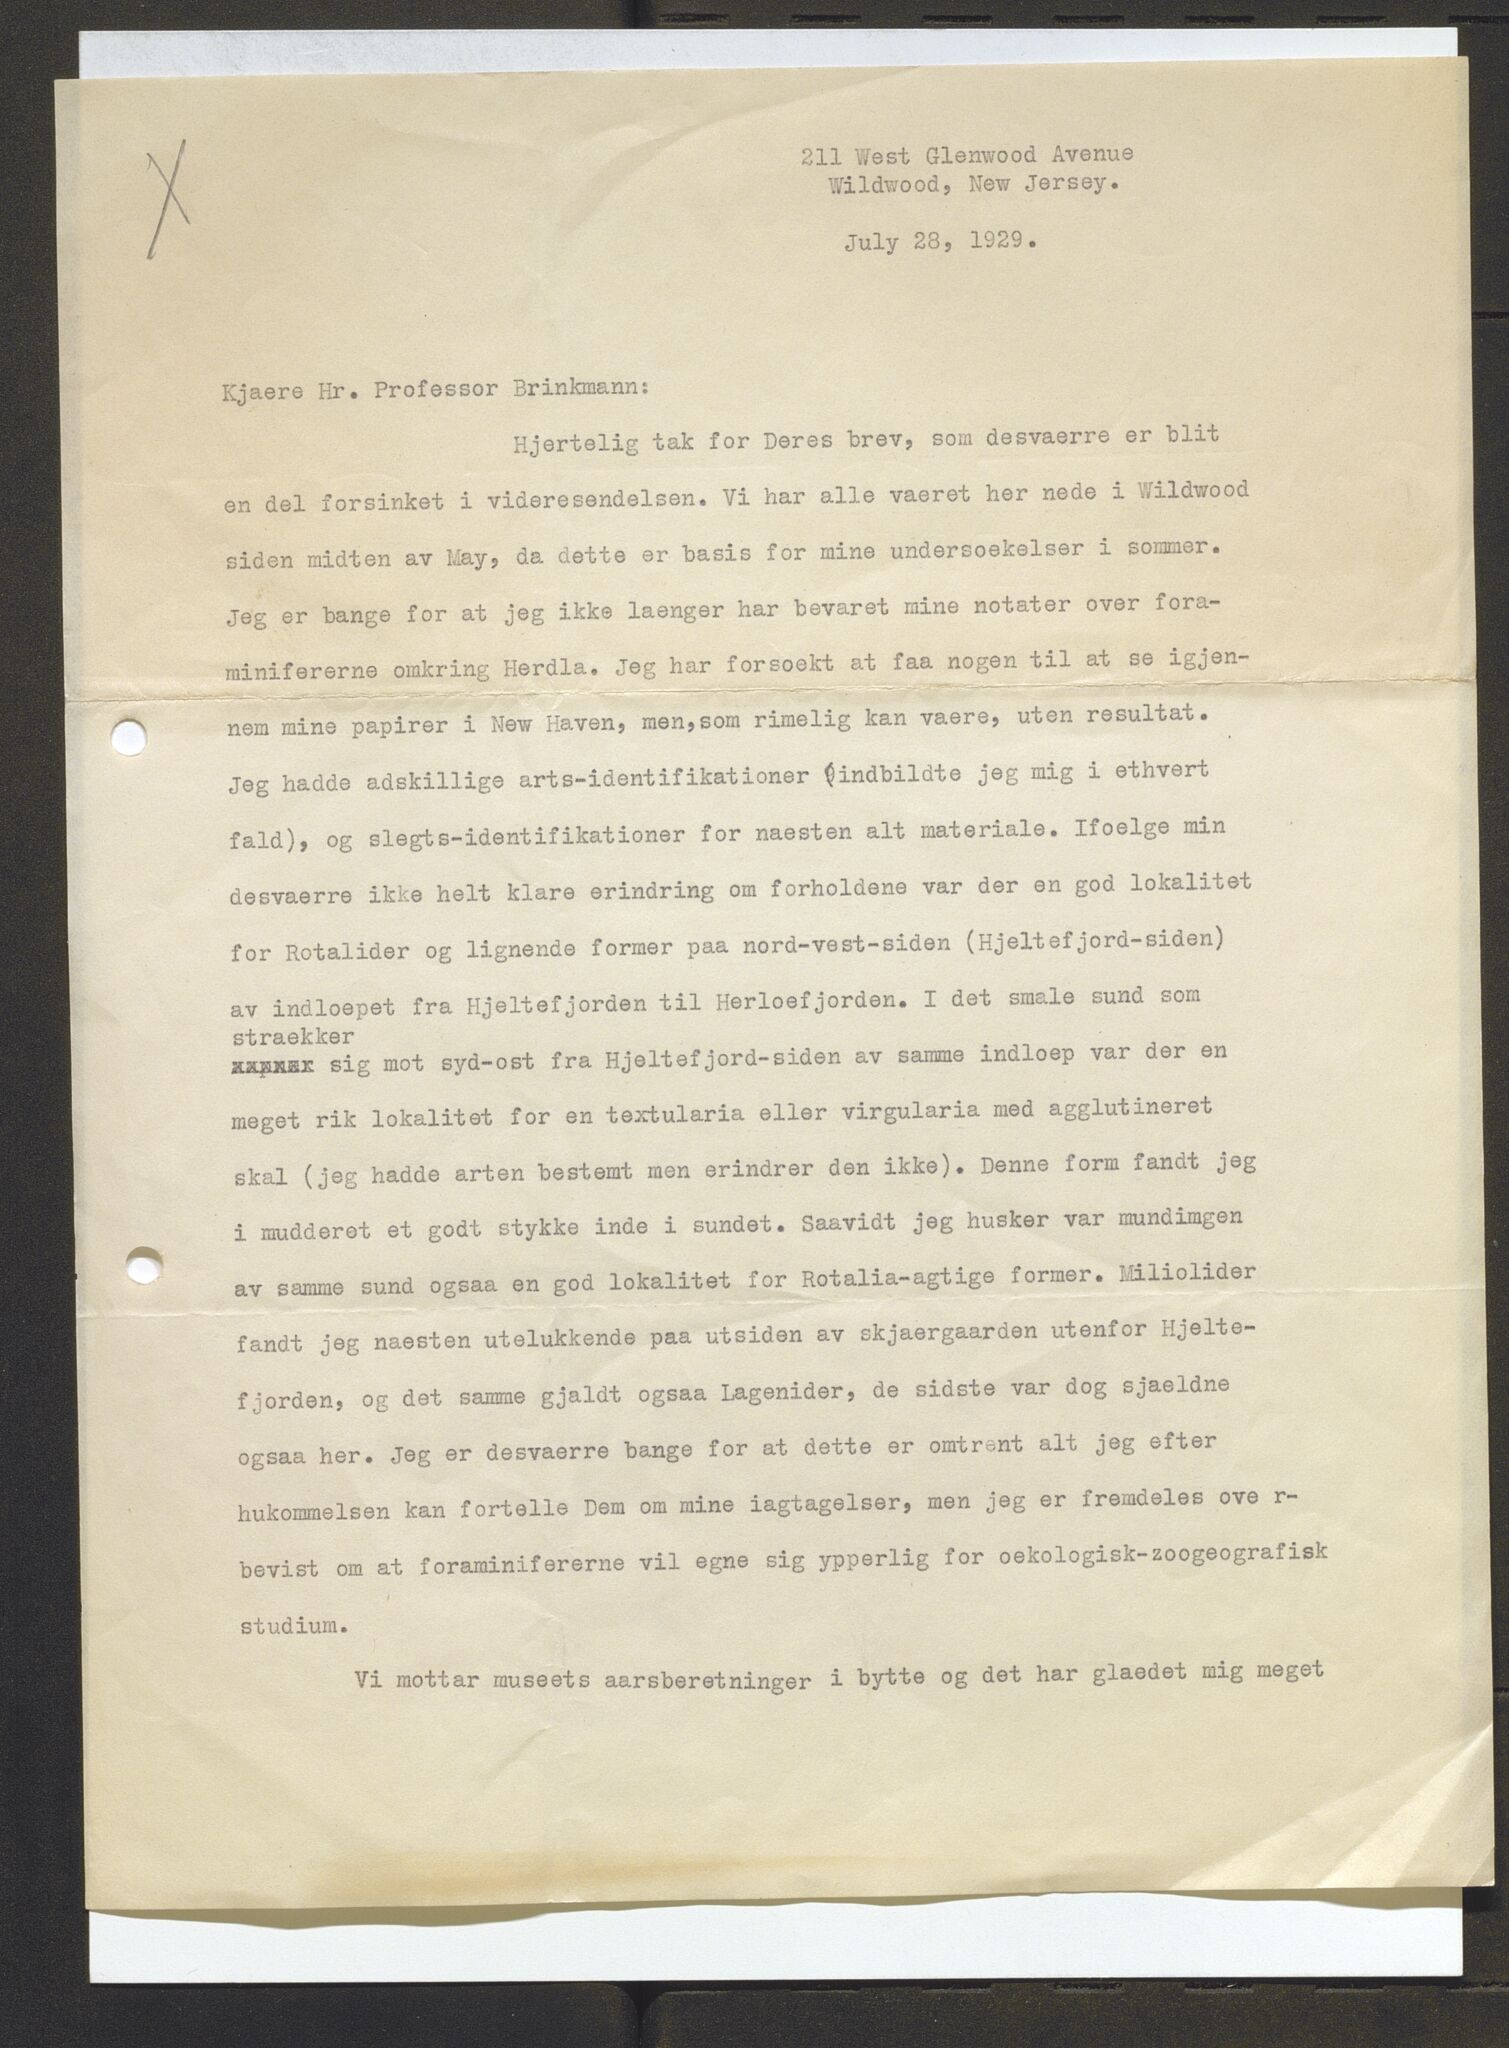 211 West Glenwood Avenue
Wildwood, New Jersey.
July 28, 1929.
Kjaere Hr. Professor Brinkmann:
Hjertelig tak for Deres brev, som desvaerre er blit
en del forsinket i videresendelsen. Vi har alle vaeret her nede i Wildwood
siden midten av May, da dette er basis for mine undersoekelser i sommer.
Jeg er bange for at jeg ikke laenger har bevaret mine notater over fora-
minifererne omkring Herdla. Jeg har forsoekt at faa nogen til at se igjen-
nem mine papirer i New Haven, men,som rimelig kan vaere, uten resultat.
Jeg hadde adskillige arts-identifikationer (indbildte jeg mig i ethvert
fald), og slegts-identifikationer for naesten alt materiale. Ifoelge min
desvaerre ikke helt klare erindring om forholdene var der en god lokalitet
for Rotalider og lignende former paa nord-vest-siden (Hjeltefjord-siden)
av indloepet fra Hjeltefjorden til Herloefjorden. I det smale sund som
straekker
sig mot syd-ost fra Hjeltefjord-siden av samme indloep var der en
meget rik lokalitet for en textularia eller virgularia med agglutineret
skal (jeg hadde arten bestemt men erindrer den ikke). Denne form fandt jeg
i mudderet et godt stykke inde i sundet. Saavidt jeg husker var mundimgen
av samme sund ogsaa en god lokalitet for Rotalia-agtige former. Miliolider
fandt jeg naesten utelukkende paa utsiden av skjaergaarden utenfor Hjelte-
fjorden, og det samme gjaldt ogsaa Lagenider, de sidste var dog sjaeldne
ogsaa her. Jeg er desvaerre bange for at dette er omtrent alt jeg efter
hukommelsen kan fortelle Dem om mine iagtagelser, men jeg er fremdeles ove r-
bevist om at foraminifererne vil egne sig ypperlig for oekologisk-zoogeografisk
studium.
Vi mottar museets aarsberetninger i bytte og det har glaedet mig meget